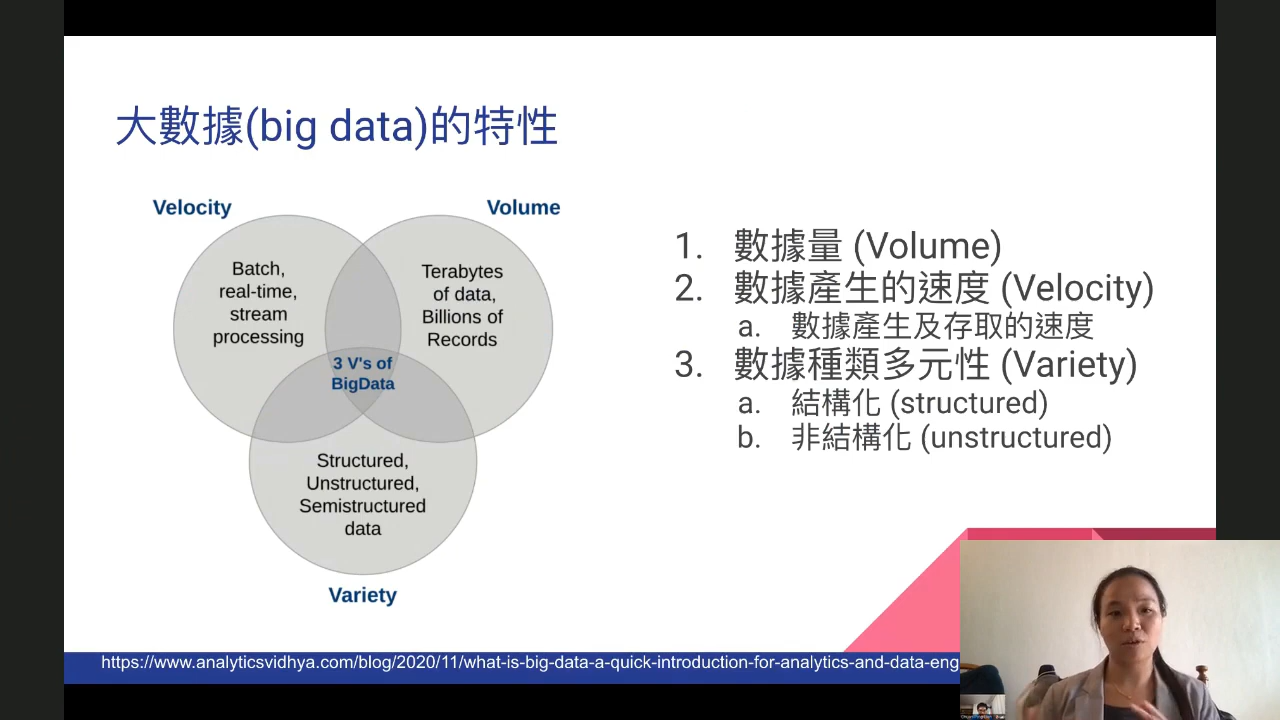 大數據(big data)的特性
Velocity
Volume
Batch,
real-time,
stream
processing
Terabytes
of data,
Billions of
Records
3 V's of
BigData
Structured,
Unstructured,
Semistructured
data
Variety
1. 數據量 (Volume)
2. 數據產生的速度 (Velocity)
a. 數據產生及存取的速度
3. 數據種類多元性 (Variety)
a. 結構化 (structured)
b. 非結構化 (unstructured)
https://www.analyticsvidhya.com/blog/2020/11/what-is-big-data-a-quick-introduction-for-analytics-and-data-eng